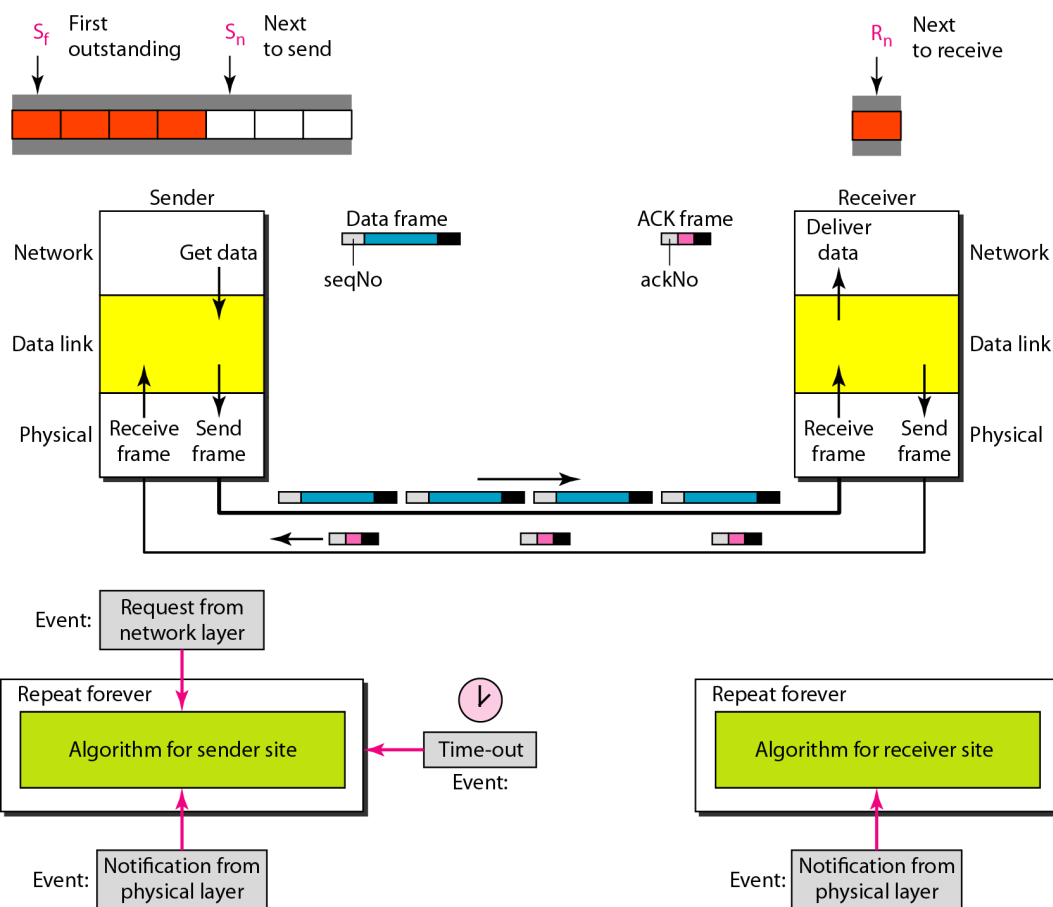 Sf
First
outstanding
Sn
Next
to send
Rn
Next
to receive
Sender
Receiver
Data frame
ACK frame
seqNo
ackNo
Network
Get data
Deliver
data
Network
Data link
Data link
Physical
Receive
frame
Send
frame
Receive
frame
Send
frame
Physical
Event:
Request from
network layer
Repeat forever
Algorithm for sender site
Time-out
Event:
Event:
Notification from
physical layer
Repeat forever
Algorithm for receiver site
Event:
Notification from
physical layer